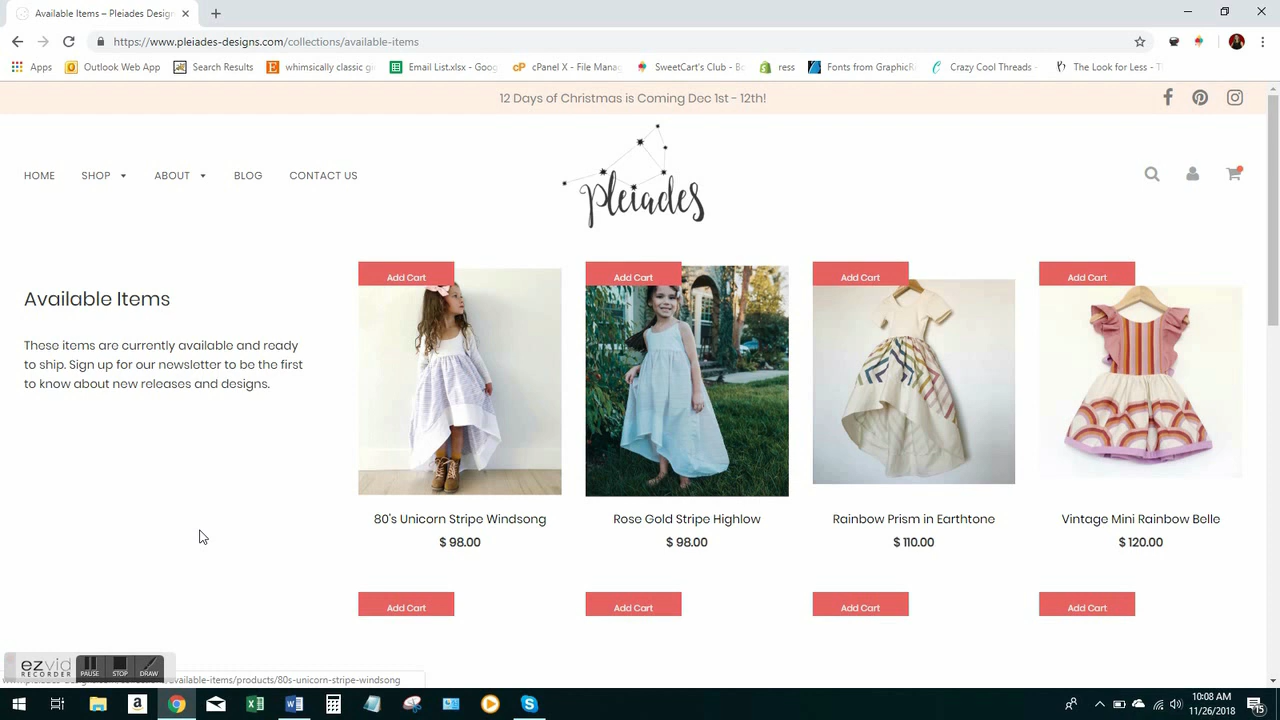 Available Items – Pleiades Desig
https://www.pleiades-designs.com/collections/available-items
Apps
Outlook Web App
Search Results
whimsically classic gi
Email List.xlsx - Goog
cPanel X - File Mana
SweetCart's Club - B
ress
Fonts from GraphicR
Crazy Cool Threads -
The Look for Less - T
12 Days of Christmas is Coming Dec 1st - 12th!
HOME
SHOP
ABOUT
BLOG
CONTACT US
pleiades
Available Items
These items are currently available and ready
to ship. Sign up for our newsletter to be the first
to know about new releases and designs.
Add Cart
Add Cart
Add Cart
Add Cart
80's Unicorn Stripe Windsong
$ 98.00
Rose Gold Stripe Highlow
$ 98.00
Rainbow Prism in Earthtone
$ 110.00
Vintage Mini Rainbow Belle
$ 120.00
Add Cart
Add Cart
Add Cart
Add Cart
ezvid
RECORDER
PAUSE
STOP
DRAW
available-items/products/80s-unicorn-stripe-windsong
10:08 AM
11/26/2018
15